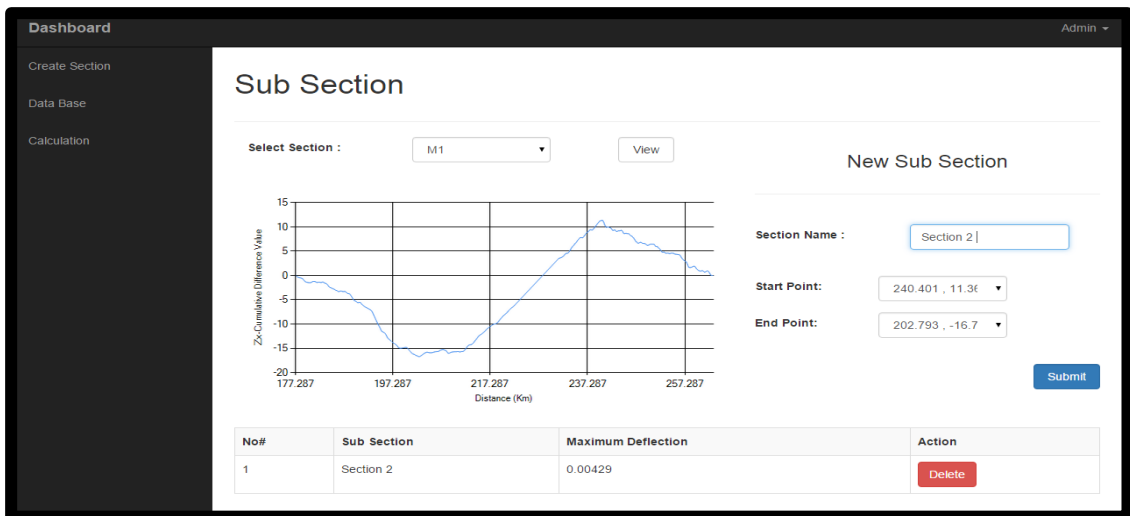 Dashboard
Admin
Create Section
Data Base
Calculation
Sub Section
Select Section :
M1
View
New Sub Section
Zx-Cumulative Difference Value
15
10
5
0
-5
-10
-15
-20
177.287
197.287
217.287
237.287
257.287
Distance (Km)
Section Name :
Section 2
Start Point:
240.401 , 11.36
End Point:
202.793 , -16.7
Submit
No# Sub Section Maximum Deflection Action
1 Section 2 0.00429 Delete